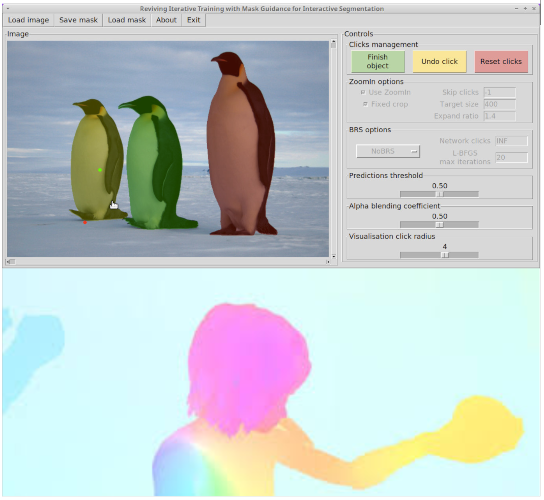 Reviving Iterative Training with Mask Guidance for Interactive Segmentation
Load image Save mask Load mask About Exit
Image
Controls
Clicks management
Finish object
Undo click
Reset clicks
ZoomIn options
Use ZoomIn
Skip clicks -1
Fixed crop
Target size 400
Expand ratio 1.4
BRS options
NoBRS
Network clicks INF
L-BFGS
max iterations 20
Predictions threshold
0.50
Alpha blending coefficient
0.50
Visualisation click radius
4